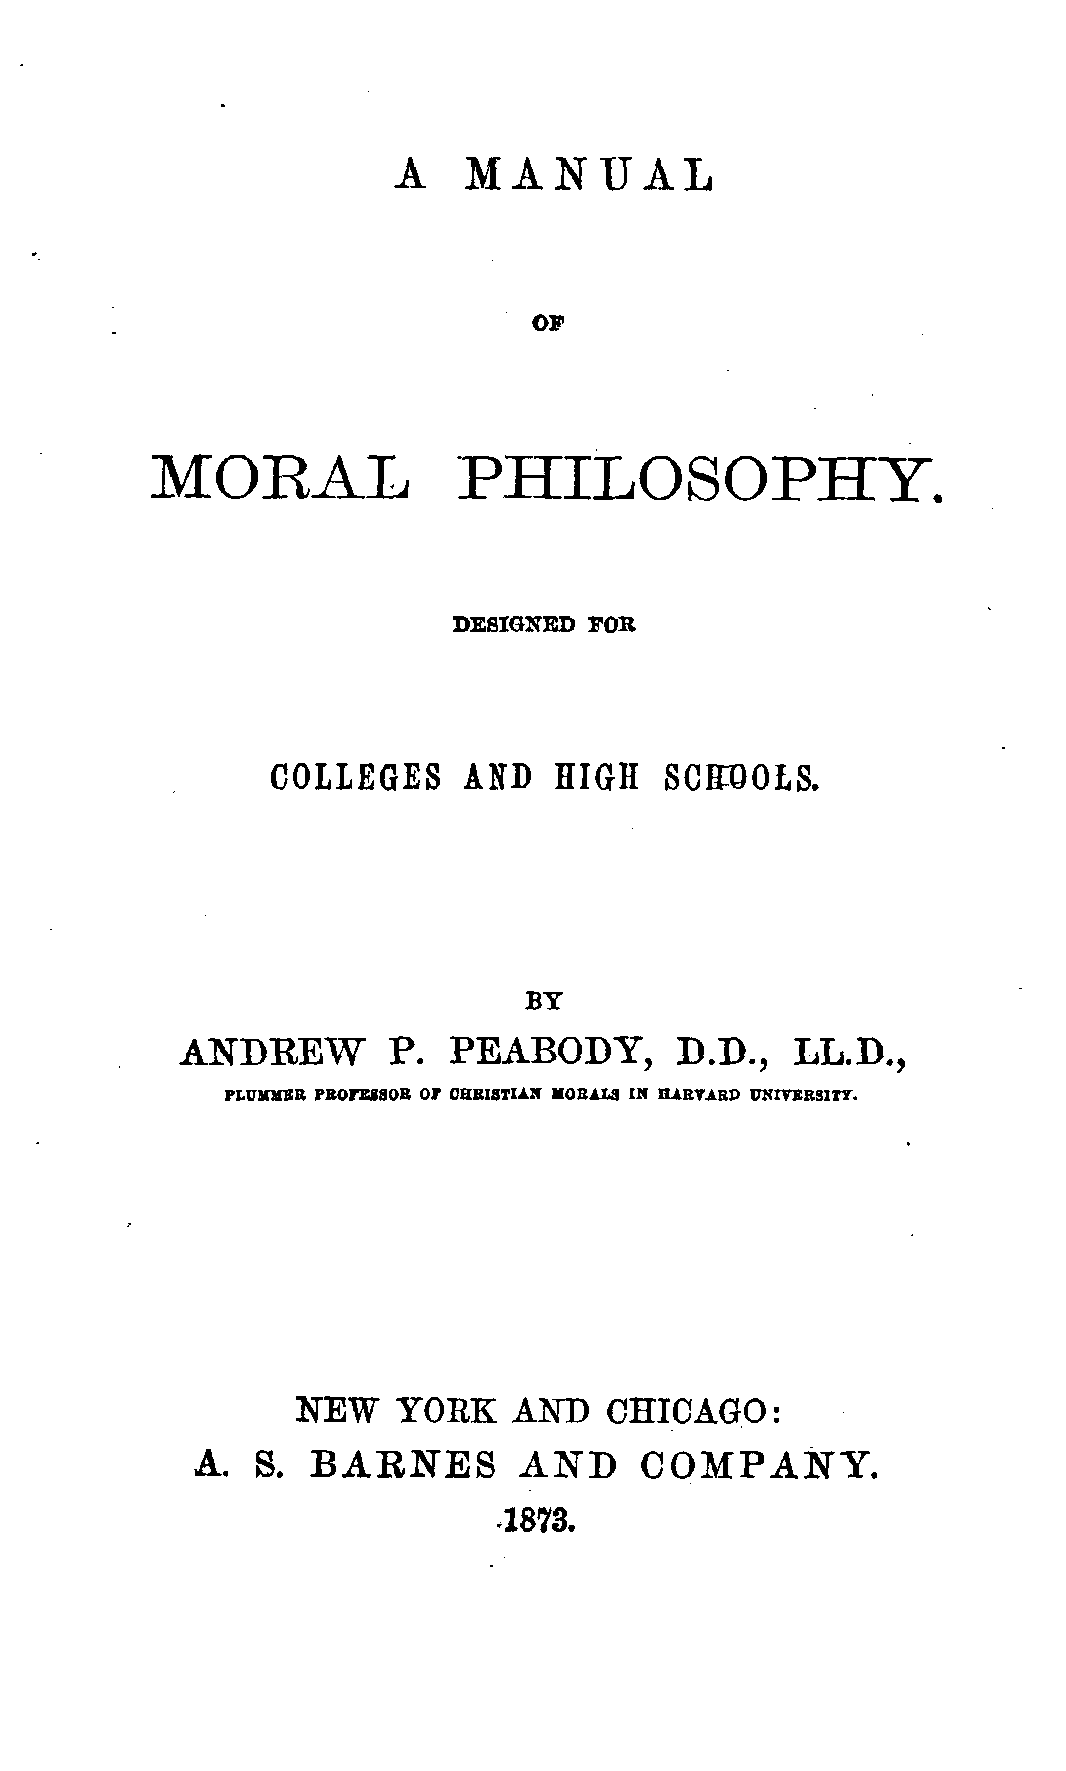 A MANUAL
OF
MORAL PHILOSOPHY.
DESIGNED FOR
COLLEGES AND HIGH SCHOOLS.
BY
ANDREW P. PEABODY, D.D., LL.D.,
PLUMMER PROFESSOR OF CHRISTIAN MORALS IN HARVARD UNIVERSITY.
NEW YORK AND CHICAGO:
A. S. BARNES AND COMPANY.
1873.